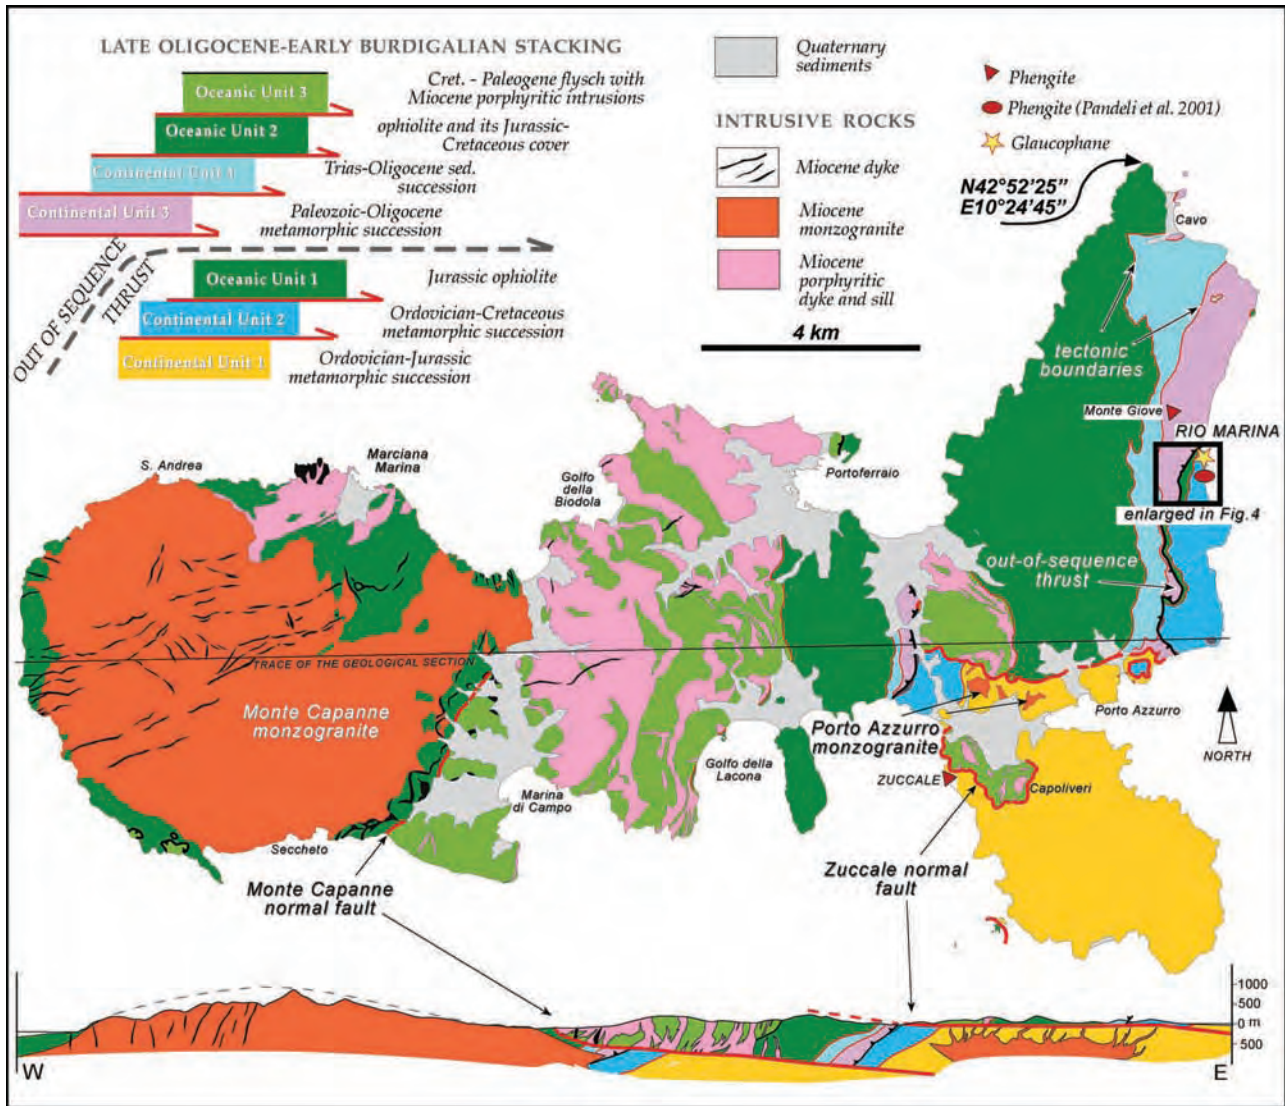 LATE OLIGOCENE-EARLY BURDIGALIAN STACKING
Oceanic Unit 3
Cret. - Paleogene flysch with
Miocene porphyritic intrusions
Oceanic Unit 2
ophiolite and its Jurassic-
Cretaceous cover
Continental Unit 4
Trias-Oligocene sed.
succession
Continental Unit 3
Paleozoic-Oligocene
metamorphic succession
OUT OF SEQUENCE
THRUST
Oceanic Unit 1
Jurassic ophiolite
Continental Unit 2
Ordovician-Cretaceous
metamorphic succession
Continental Unit 1
Ordovician-Jurassic
metamorphic succession
Quaternary
sediments
INTRUSIVE ROCKS
Miocene dyke
Miocene
monzogranite
Miocene
porphyritic
dyke and sill
4 km
Phengite
Phengite (Pandeli et al. 2001)
Glaucophane
N42°52'25"
E10°24'45"
Cavo
tectonic
boundaries
Monte Giove
RIO MARINA
enlarged in Fig.4
out-of-sequence
thrust
S. Andrea
Marciana
Marina
Golfo
della
Biodola
Portoferraio
TRACE OF THE GEOLOGICAL SECTION
Monte Capanne
monzogranite
Porto Azzurro
monzogranite
Porto Azzurro
NORTH
Golfo della
Lacona
ZUCCALE
Capoliveri
Marina
di Campo
Seccheto
Monte Capanne
normal fault
Zuccale normal
fault
1000
500
0 m
500
W
E